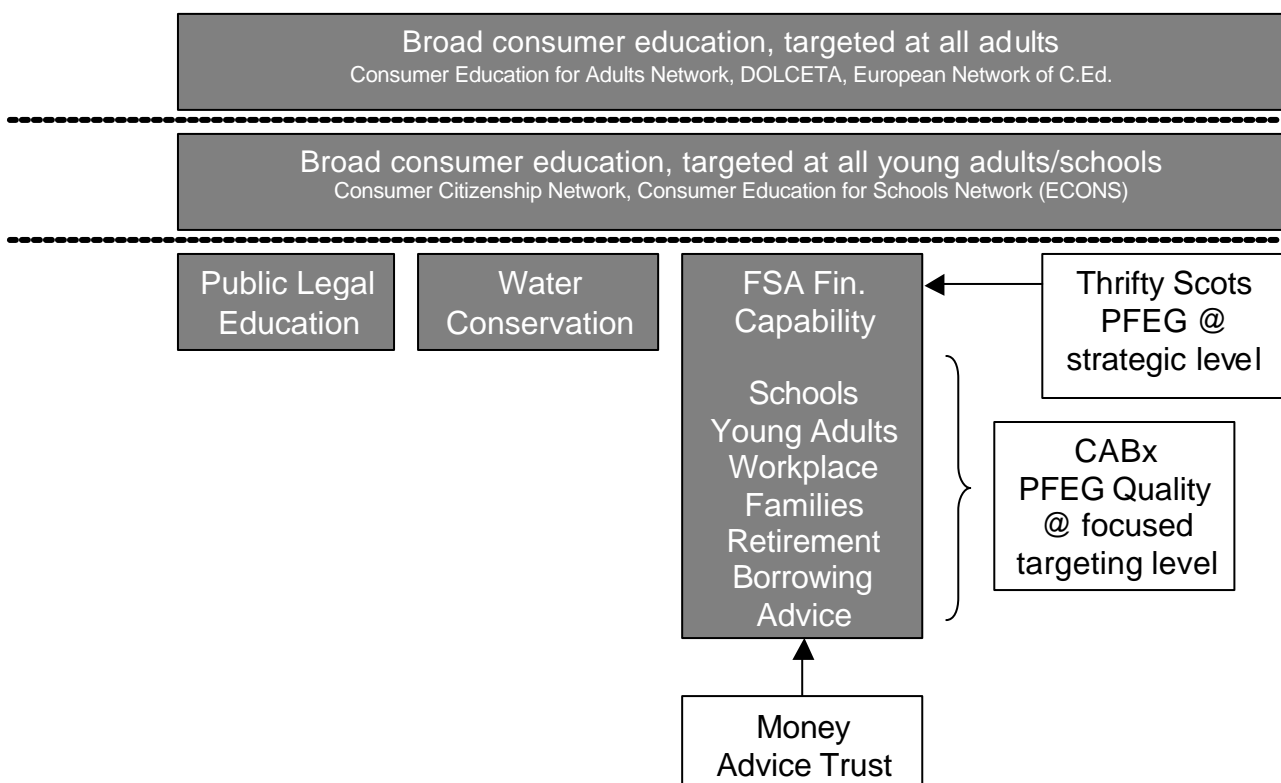 Broad consumer education, targeted at all adults
Consumer Education for Adults Network, DOLCETA, European Network of C.Ed.
Broad consumer education, targeted at all young adults/schools
Consumer Citizenship Network, Consumer Education for Schools Network (ECONS)
Public Legal
Education
Water
Conservation
FSA Fin.
Capability
Schools
Young Adults
Workplace
Families
Retirement
Borrowing
Advice
Thrifty Scots
PFEG @
strategic level
CABx
PFEG Quality
@ focused
targeting level
Money
Advice Trust